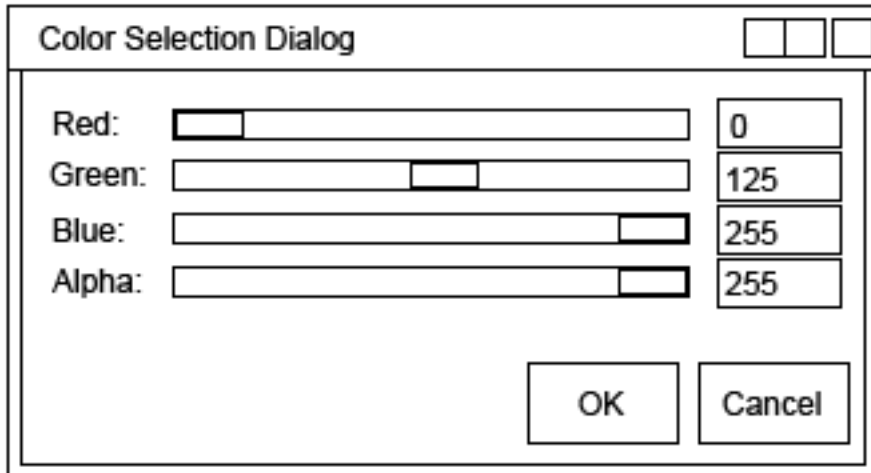 Color Selection Dialog
Red: 0
Green: 125
Blue: 255
Alpha: 255
OK Cancel